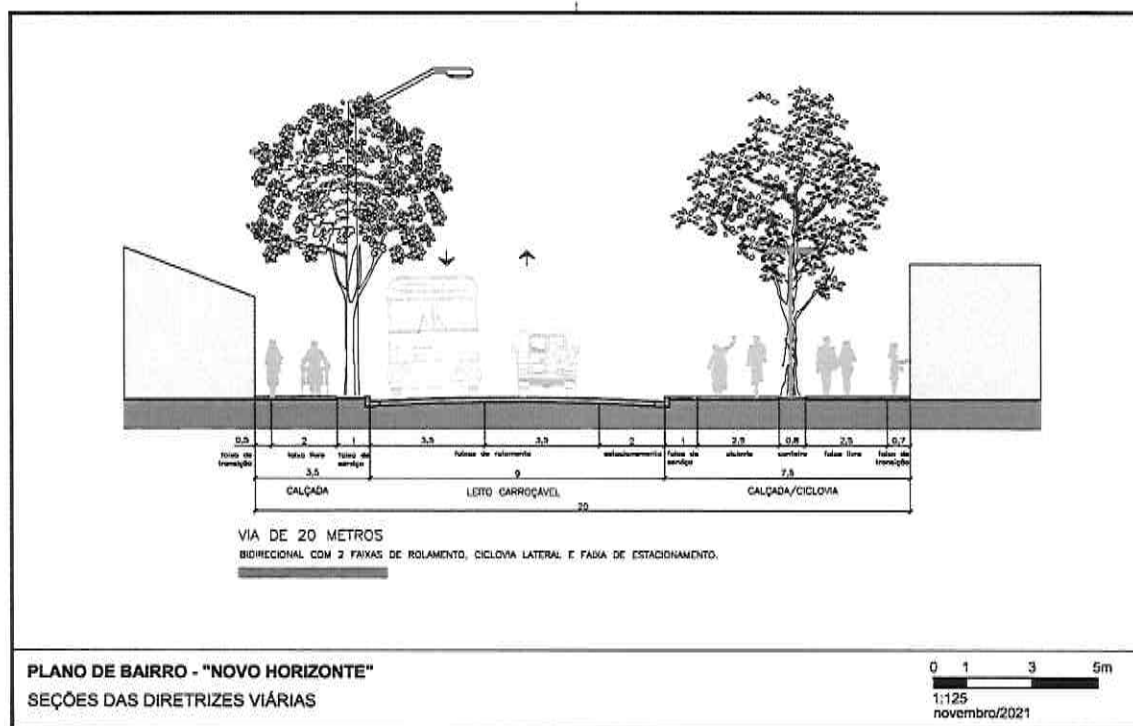 0,5 2 1 3,5 3,5 2 1 2,5 0,8 2,5 0,7
faixa de transição faixa livre faixa de serviço faixas de rolamento estacionamento faixa de serviço ciclovia canteiro faixa livre faixa de transição
3,5 9 7,5
CALÇADA LEITO CARROÇÁVEL CALÇADA/CICLOVIA
20
VIA DE 20 METROS
BIDIRECIONAL COM 2 FAIXAS DE ROLAMENTO, CICLOVIA LATERAL E FAIXA DE ESTACIONAMENTO.
PLANO DE BAIRRO - "NOVO HORIZONTE"
SEÇÕES DAS DIRETRIZES VIÁRIAS
0 1 3 5m
1:125
novembro/2021